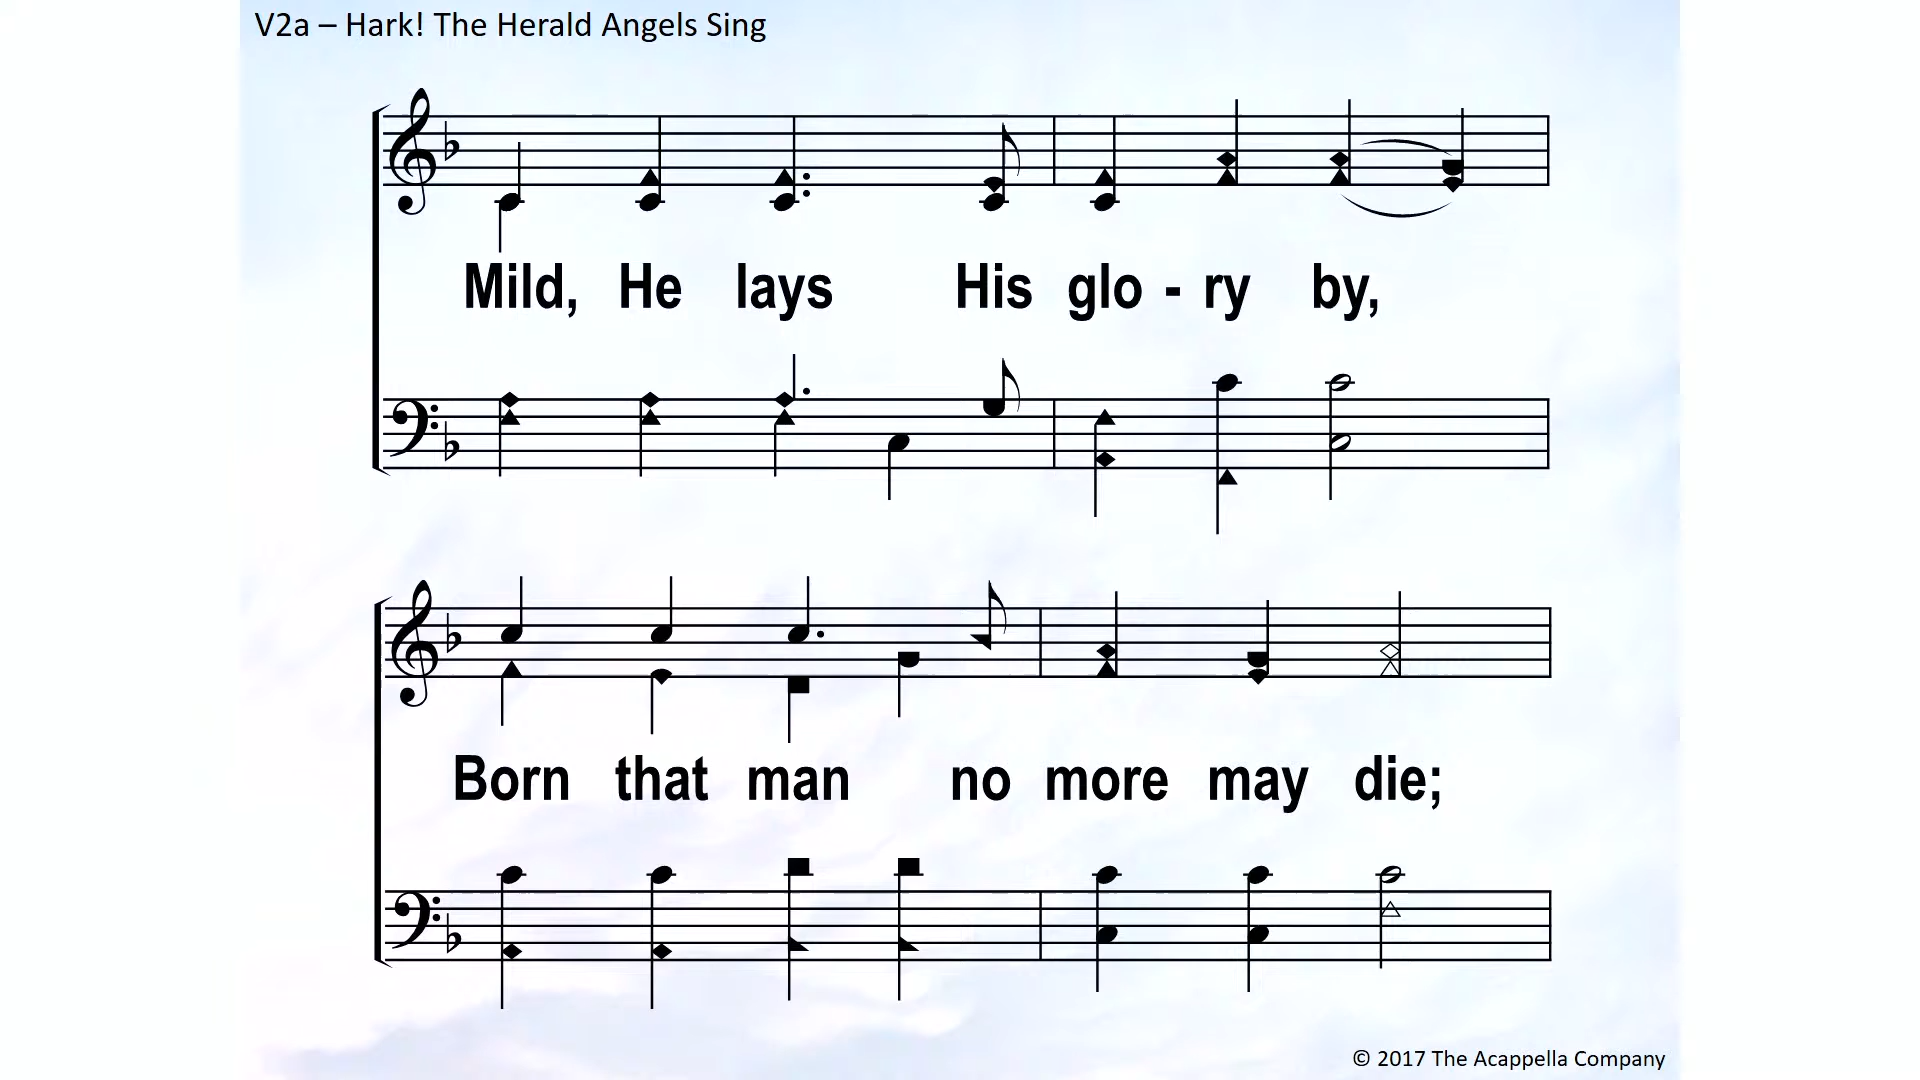 V2a – Hark! The Herald Angels Sing
Mild, He lays His glo - ry by,
Born that man no more may die;
© 2017 The Acappella Company